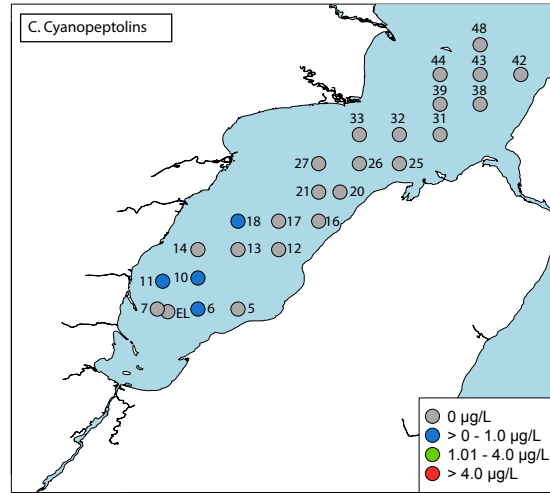 C. Cyanopeptolins
48
44 43 42
39 38
33 32 31
27 26 25
21 20
18 17 16
14 13 12
11 10
7 EL 6 5
0 µg/L
> 0 - 1.0 µg/L
1.01 - 4.0 µg/L
> 4.0 µg/L